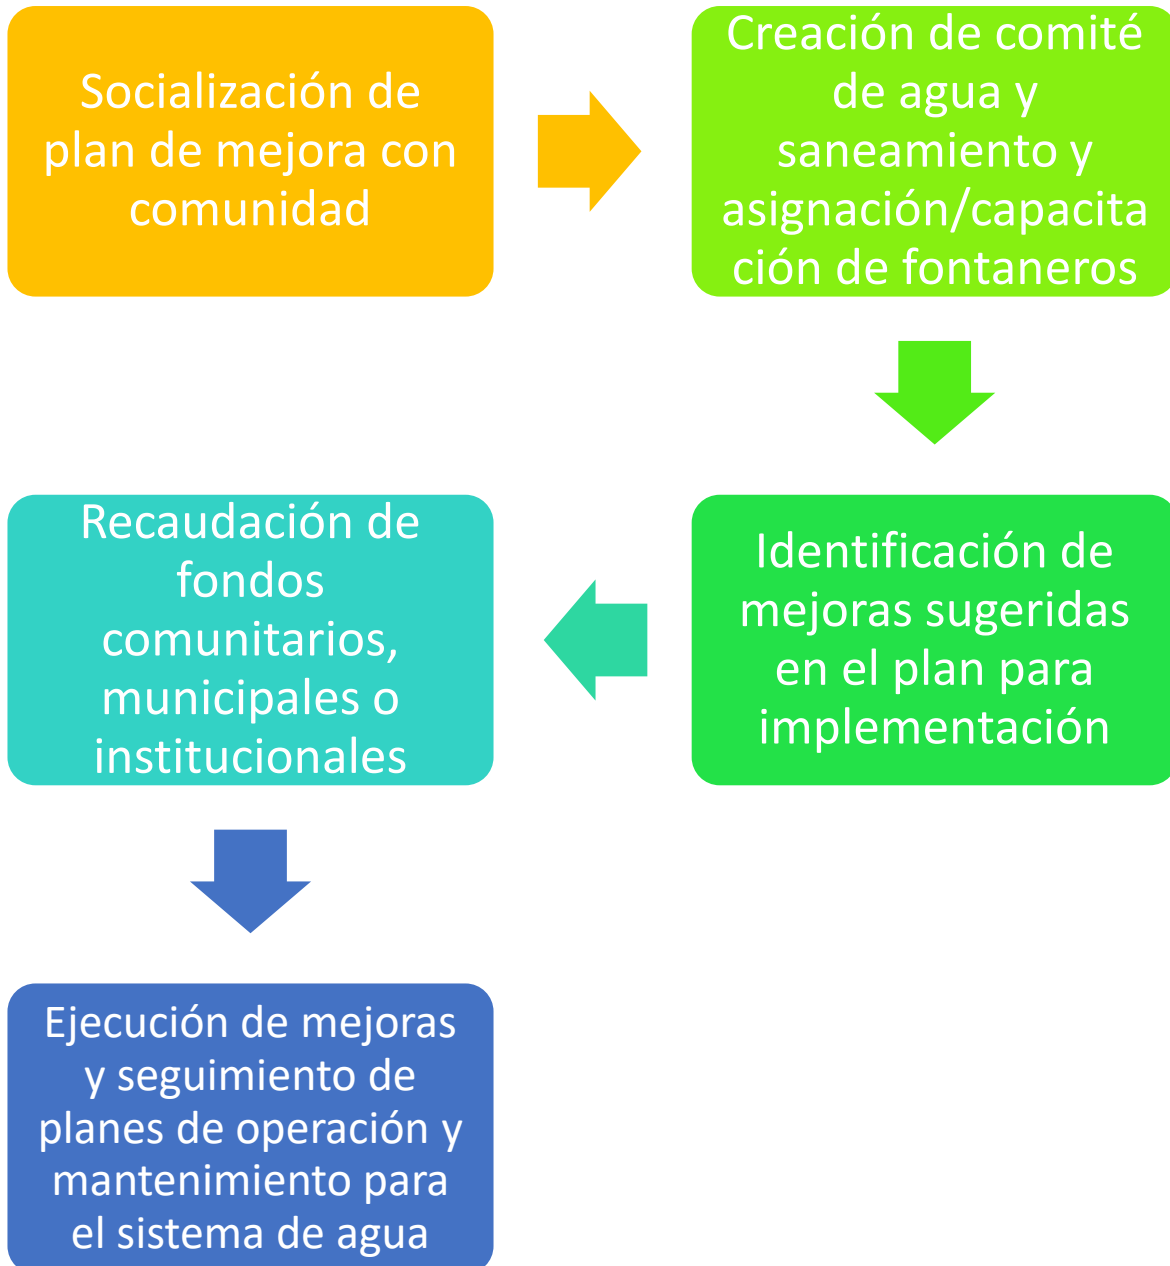 Socialización de
plan de mejora con
comunidad
Creación de comité
de agua y
saneamiento y
asignación/capacita
ción de fontaneros
Identificación de
mejoras sugeridas
en el plan para
implementación
Recaudación de
fondos
comunitarios,
municipales o
institucionales
Ejecución de mejoras
y seguimiento de
planes de operación y
mantenimiento para
el sistema de agua